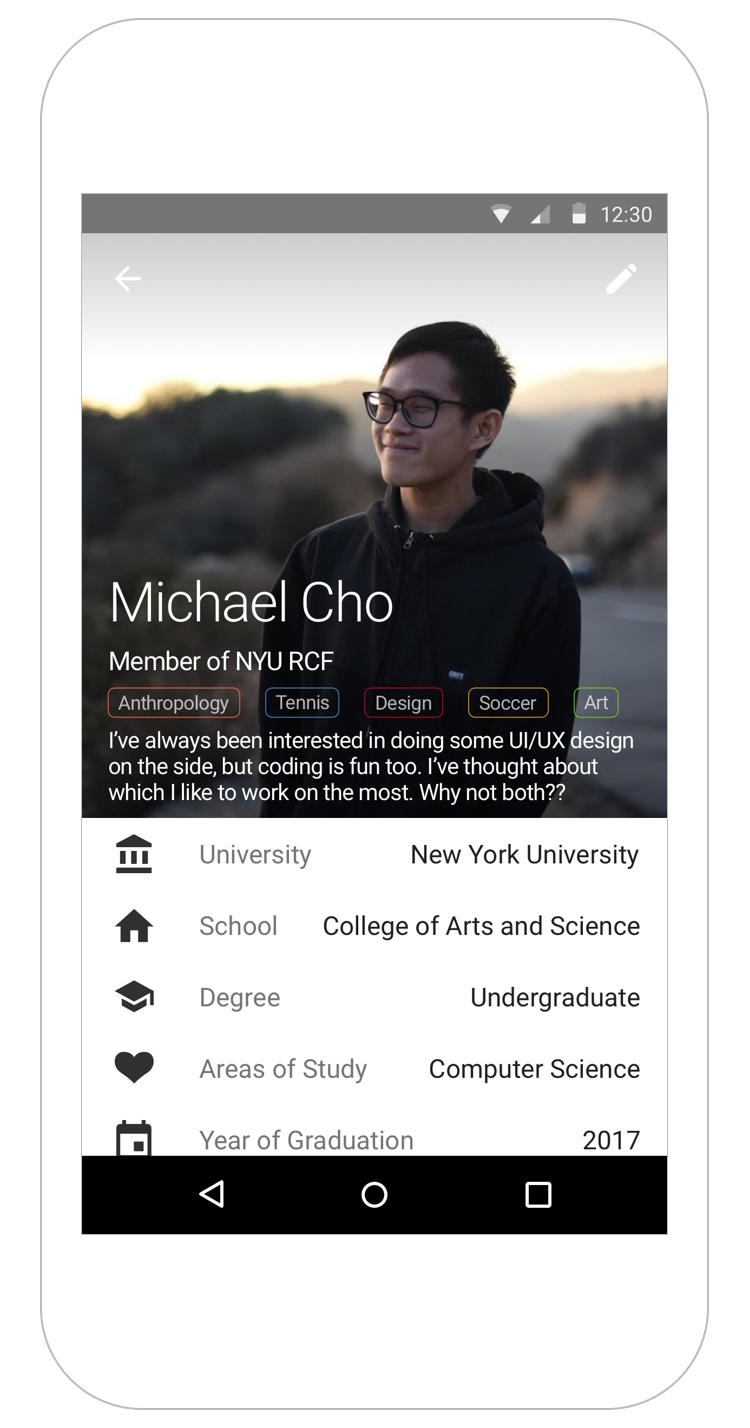 12:30
Michael Cho
Member of NYU RCF
Anthropology Tennis Design Soccer Art
I've always been interested in doing some UI/UX design
on the side, but coding is fun too. I've thought about
which I like to work on the most. Why not both??
University New York University
School College of Arts and Science
Degree Undergraduate
Areas of Study Computer Science
Year of Graduation 2017